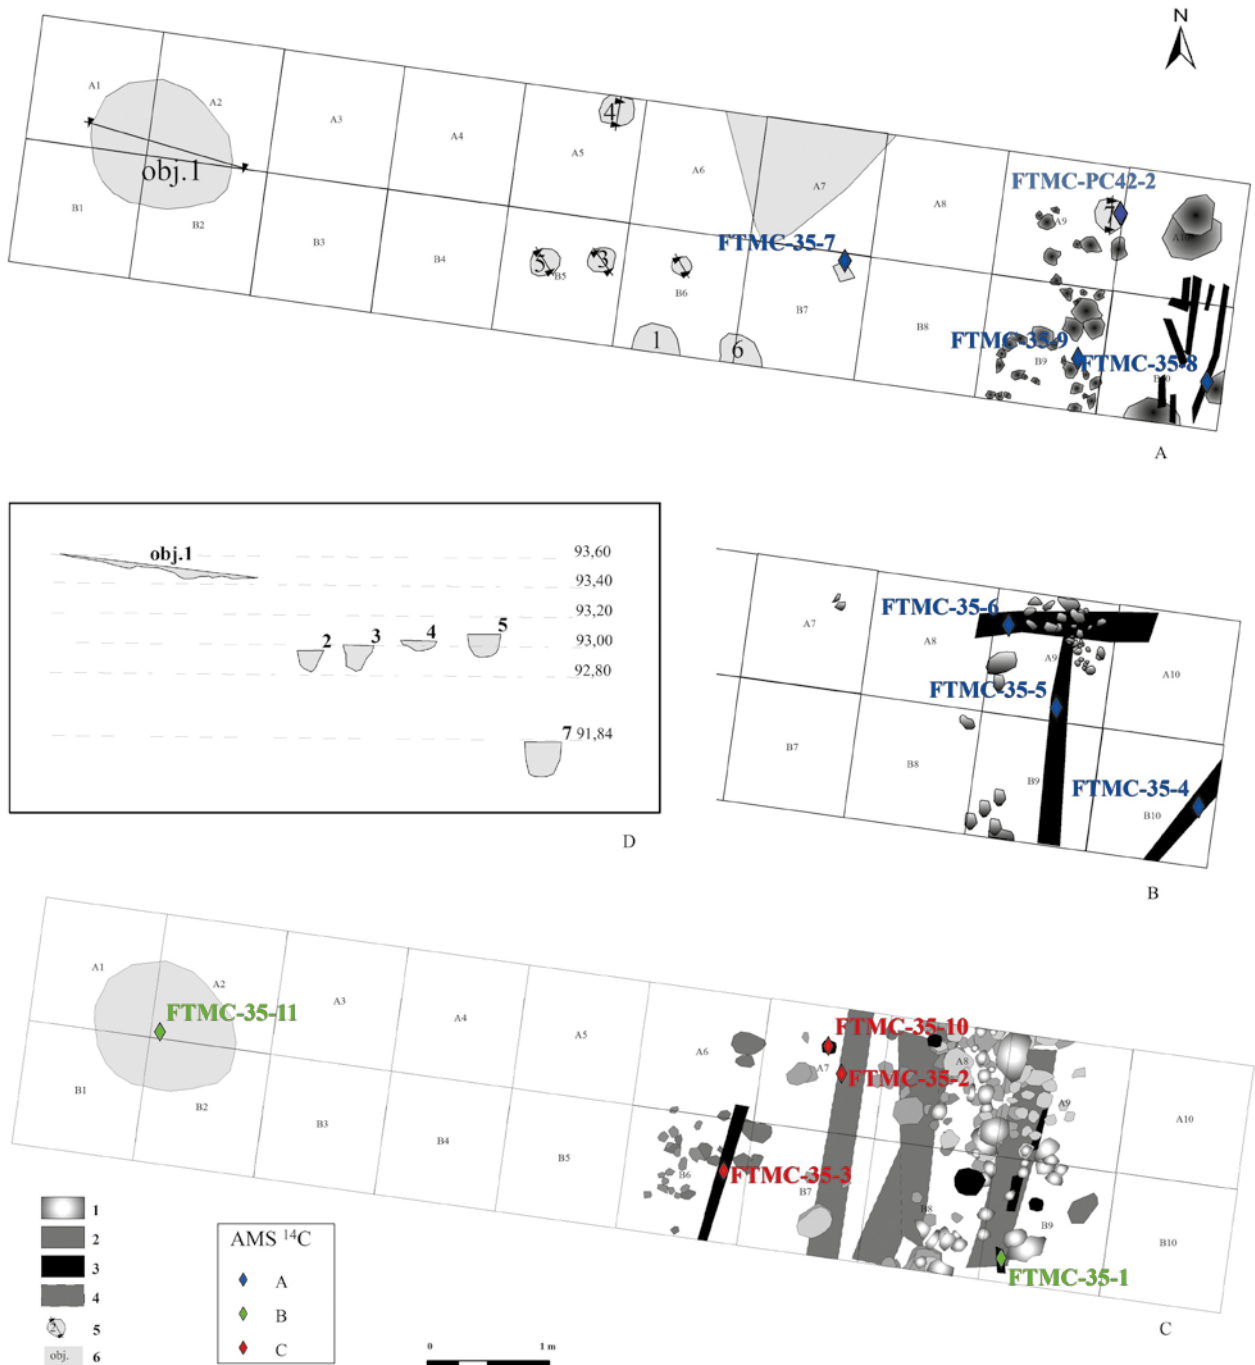 N
A1
A2
A3
A4
A5
4
A6
A7
A8
FTMC-PC42-2
A9
7
obj.1
B1
B2
B3
B4
5
3
B5
B6
FTMC-35-7
B7
B8
1
6
FTMC-35-9
B9
FTMC-35-8
A
obj.1
93,60
93,40
93,20
93,00
92,80
91,84
2
3
4
5
7
D
A7
A8
FTMC-35-6
A9
A10
FTMC-35-5
B7
B8
B9
FTMC-35-4
B10
B
A1
A2
A3
A4
A5
A6
FTMC-35-10
A7
FTMC-35-2
A8
A9
A10
FTMC-35-11
B1
B2
B3
B4
B5
B6
FTMC-35-3
B7
B8
B9
B10
FTMC-35-1
C
1
2
3
4
5
obj. 6
AMS ¹⁴C
A
B
C
0 1 m